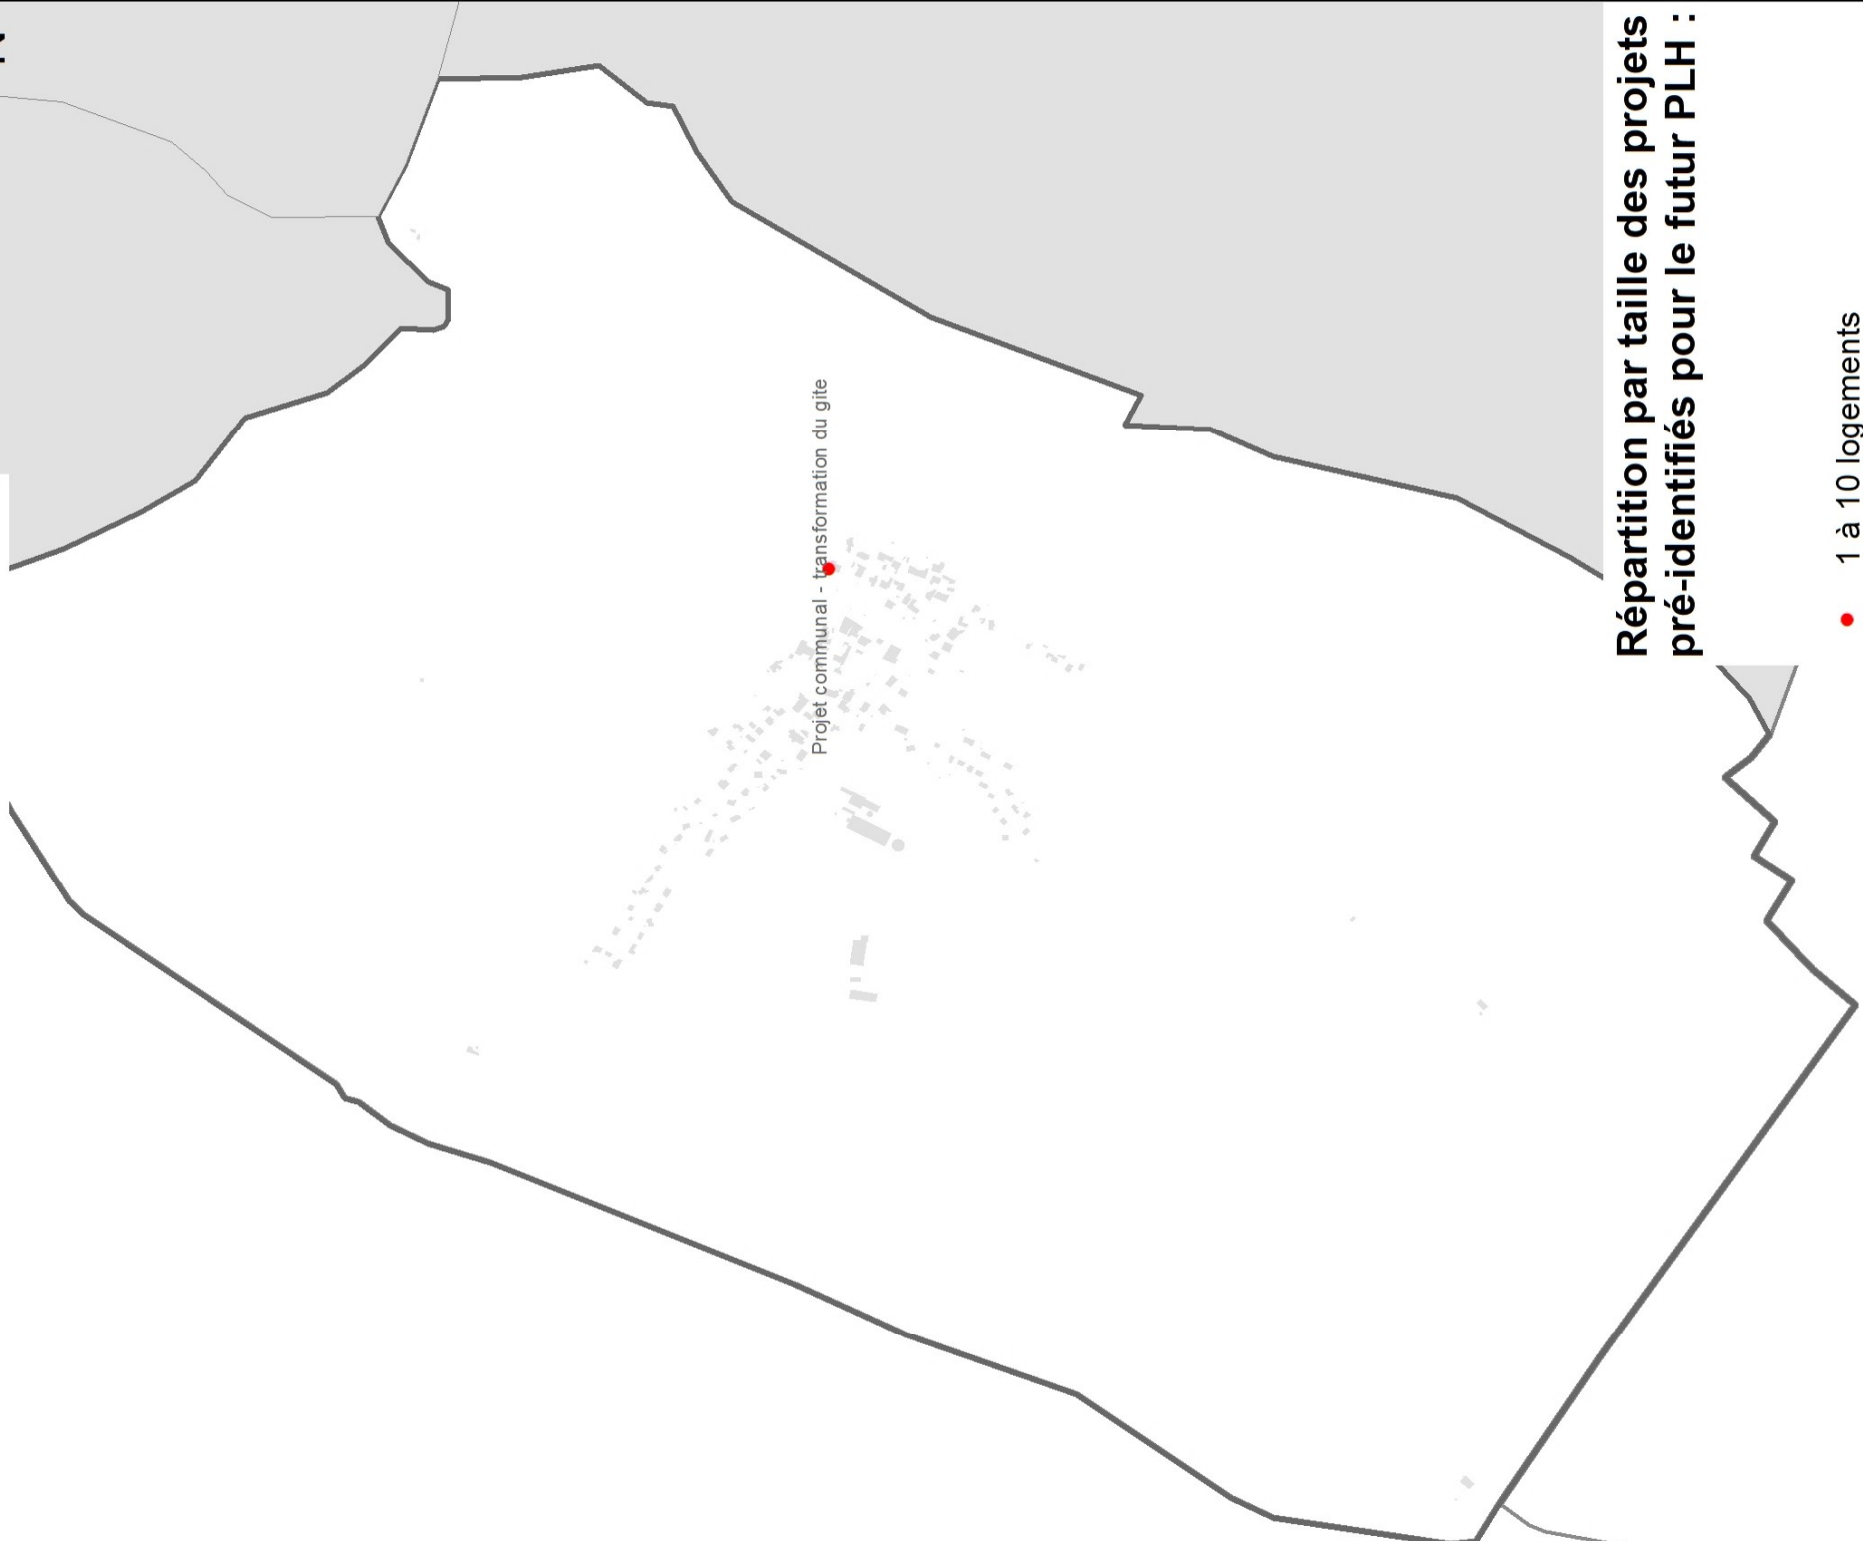 Projet communal - transformation du gite
Répartition par taille des projets
pré-identifiés pour le futur PLH :
1 à 10 logements